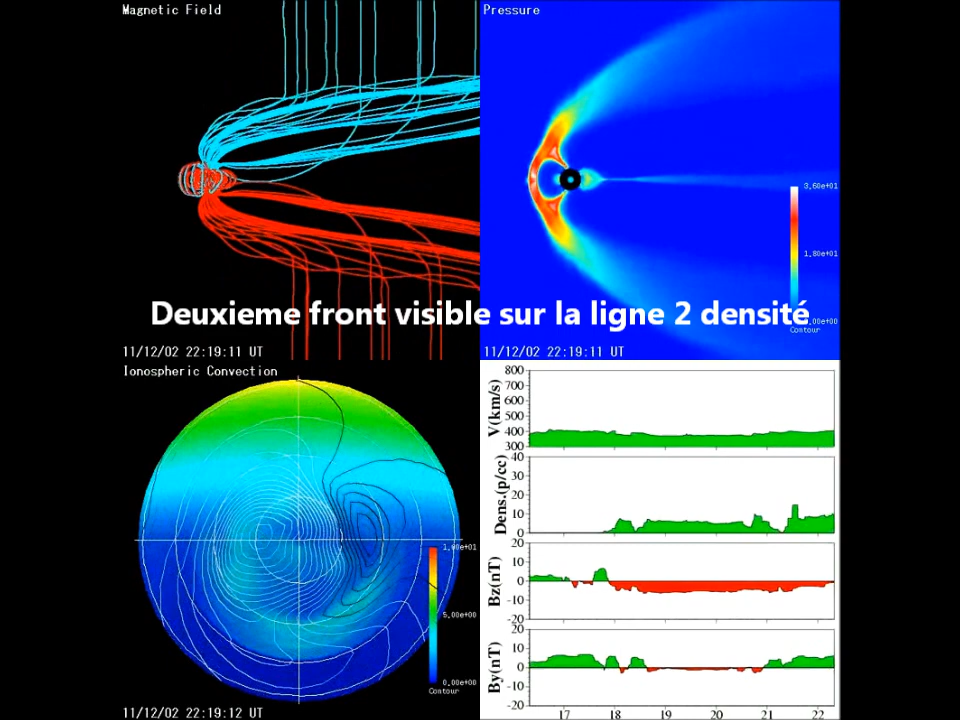 Magnetic Field
Pressure
3.60e+01
1.80e+01
Deuxieme front visible sur la ligne 2 densité
.00e+00
Contour
11/12/02 22:19:11 UT
11/12/02 22:19:11 UT
Ionospheric Convection
1.00e+01
5.00e+00
0.00e+00
Contour
11/12/02 22:19:12 UT
V(km/s)
800
700
600
500
400
300
Dens.(p/cc)
40
30
20
10
0
Bz(nT)
20
10
0
-10
-20
By(nT)
20
10
0
-10
-20
17 18 19 20 21 22